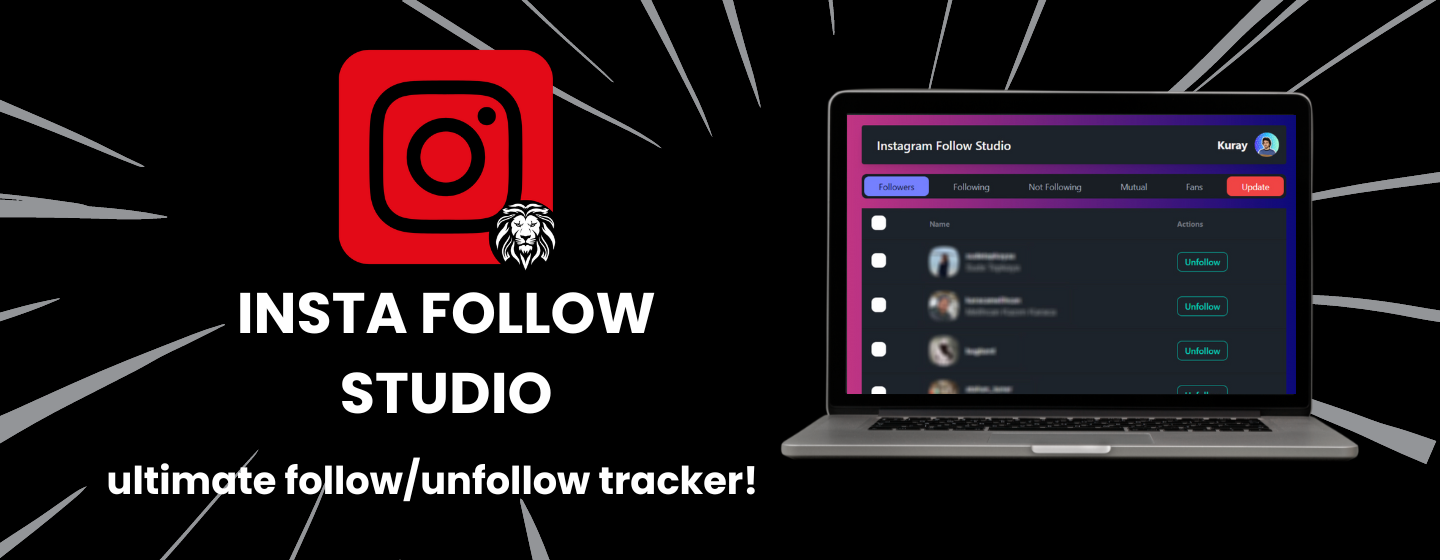 INSTA FOLLOW
STUDIO
ultimate follow/unfollow tracker!
Instagram Follow Studio
Kuray
Followers
Following
Not Following
Mutual
Fans
Update
Name
Actions
Unfollow
Unfollow
Unfollow